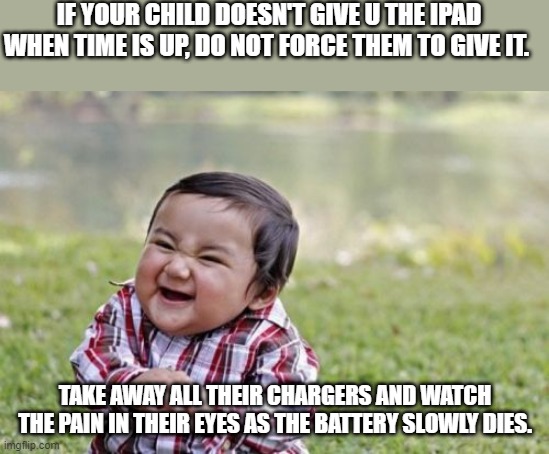 IF YOUR CHILD DOESN'T GIVE U THE IPAD
WHEN TIME IS UP, DO NOT FORCE THEM TO GIVE IT.
TAKE AWAY ALL THEIR CHARGERS AND WATCH
THE PAIN IN THEIR EYES AS THE BATTERY SLOWLY DIES.
imgflip.com